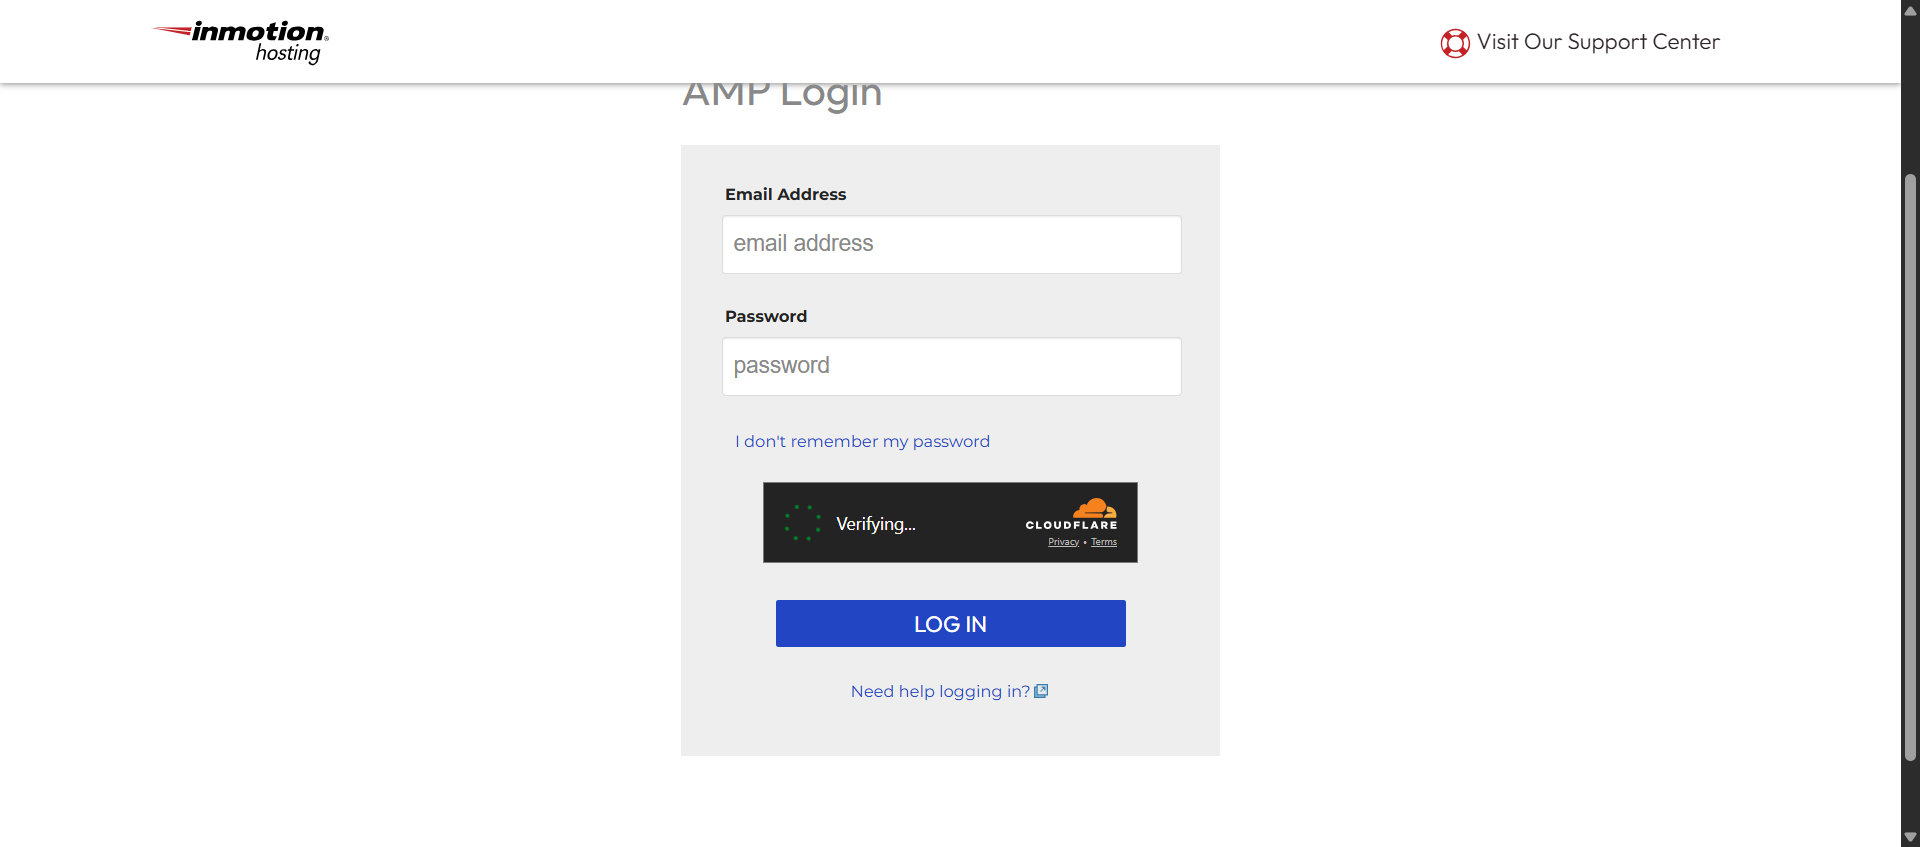 inmotion®
hosting
Visit Our Support Center
AMP Login
Email Address
email address
Password
password
I don't remember my password
Verifying...
CLOUDFLARE
Privacy • Terms
LOG IN
Need help logging in?